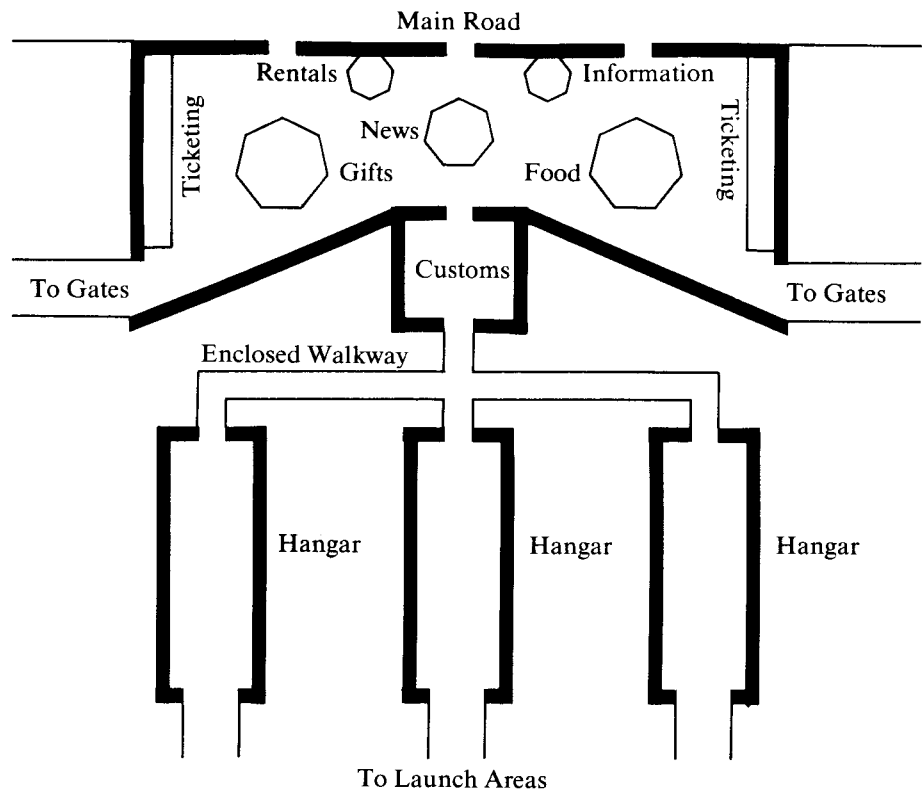 Main Road
Rentals
Information
Ticketing
News
Ticketing
Gifts
Food
Customs
To Gates
To Gates
Enclosed Walkway
Hangar
Hangar
Hangar
To Launch Areas